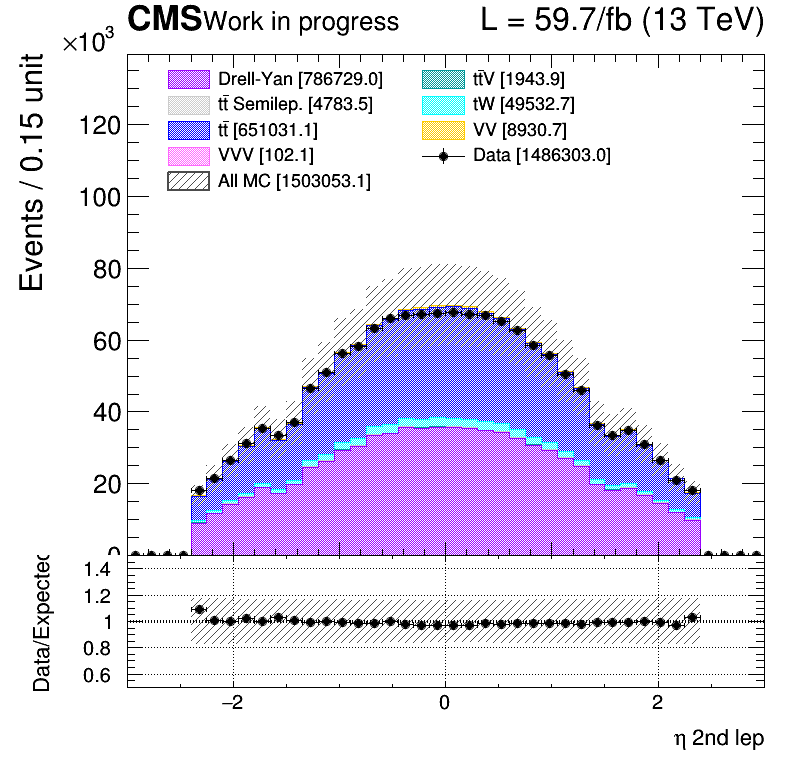 CMS Work in progress L = 59.7/fb (13 TeV)
×10³
Events / 0.15 unit
Drell-Yan [786729.0]
tt̄ Semilep. [4783.5]
tt̄ [651031.1]
VVV [102.1]
All MC [1503053.1]
tt̄V [1943.9]
tW [49532.7]
VV [8930.7]
Data [1486303.0]
120
100
80
60
40
20
0
Data/Expected
1.4
1.2
1
0.8
0.6
−2 0 2
η 2nd lep